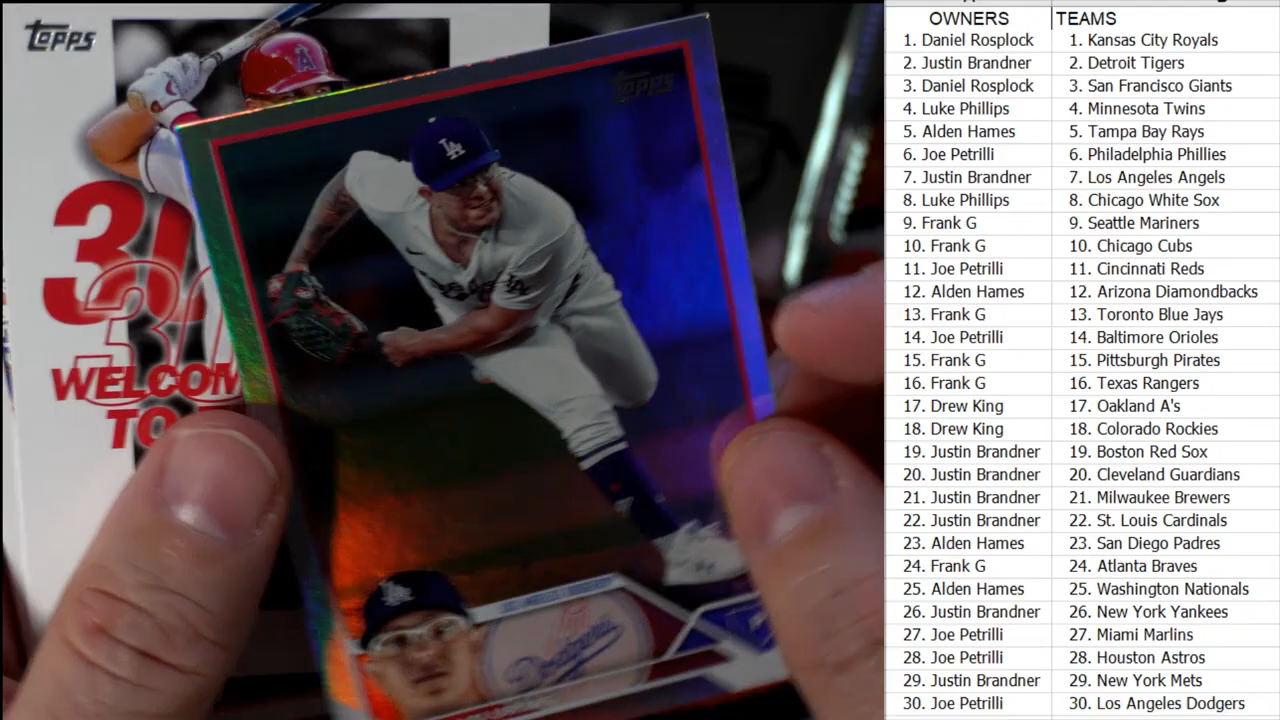 TOPPS
TOPPS
A
LA
LA
30
30
WELCOM
TO
LA
Dodgers
OWNERS TEAMS
1. Daniel Rosplock 1. Kansas City Royals
2. Justin Brandner 2. Detroit Tigers
3. Daniel Rosplock 3. San Francisco Giants
4. Luke Phillips 4. Minnesota Twins
5. Alden Hames 5. Tampa Bay Rays
6. Joe Petrilli 6. Philadelphia Phillies
7. Justin Brandner 7. Los Angeles Angels
8. Luke Phillips 8. Chicago White Sox
9. Frank G 9. Seattle Mariners
10. Frank G 10. Chicago Cubs
11. Joe Petrilli 11. Cincinnati Reds
12. Alden Hames 12. Arizona Diamondbacks
13. Frank G 13. Toronto Blue Jays
14. Joe Petrilli 14. Baltimore Orioles
15. Frank G 15. Pittsburgh Pirates
16. Frank G 16. Texas Rangers
17. Drew King 17. Oakland A's
18. Drew King 18. Colorado Rockies
19. Justin Brandner 19. Boston Red Sox
20. Justin Brandner 20. Cleveland Guardians
21. Justin Brandner 21. Milwaukee Brewers
22. Justin Brandner 22. St. Louis Cardinals
23. Alden Hames 23. San Diego Padres
24. Frank G 24. Atlanta Braves
25. Alden Hames 25. Washington Nationals
26. Justin Brandner 26. New York Yankees
27. Joe Petrilli 27. Miami Marlins
28. Joe Petrilli 28. Houston Astros
29. Justin Brandner 29. New York Mets
30. Joe Petrilli 30. Los Angeles Dodgers